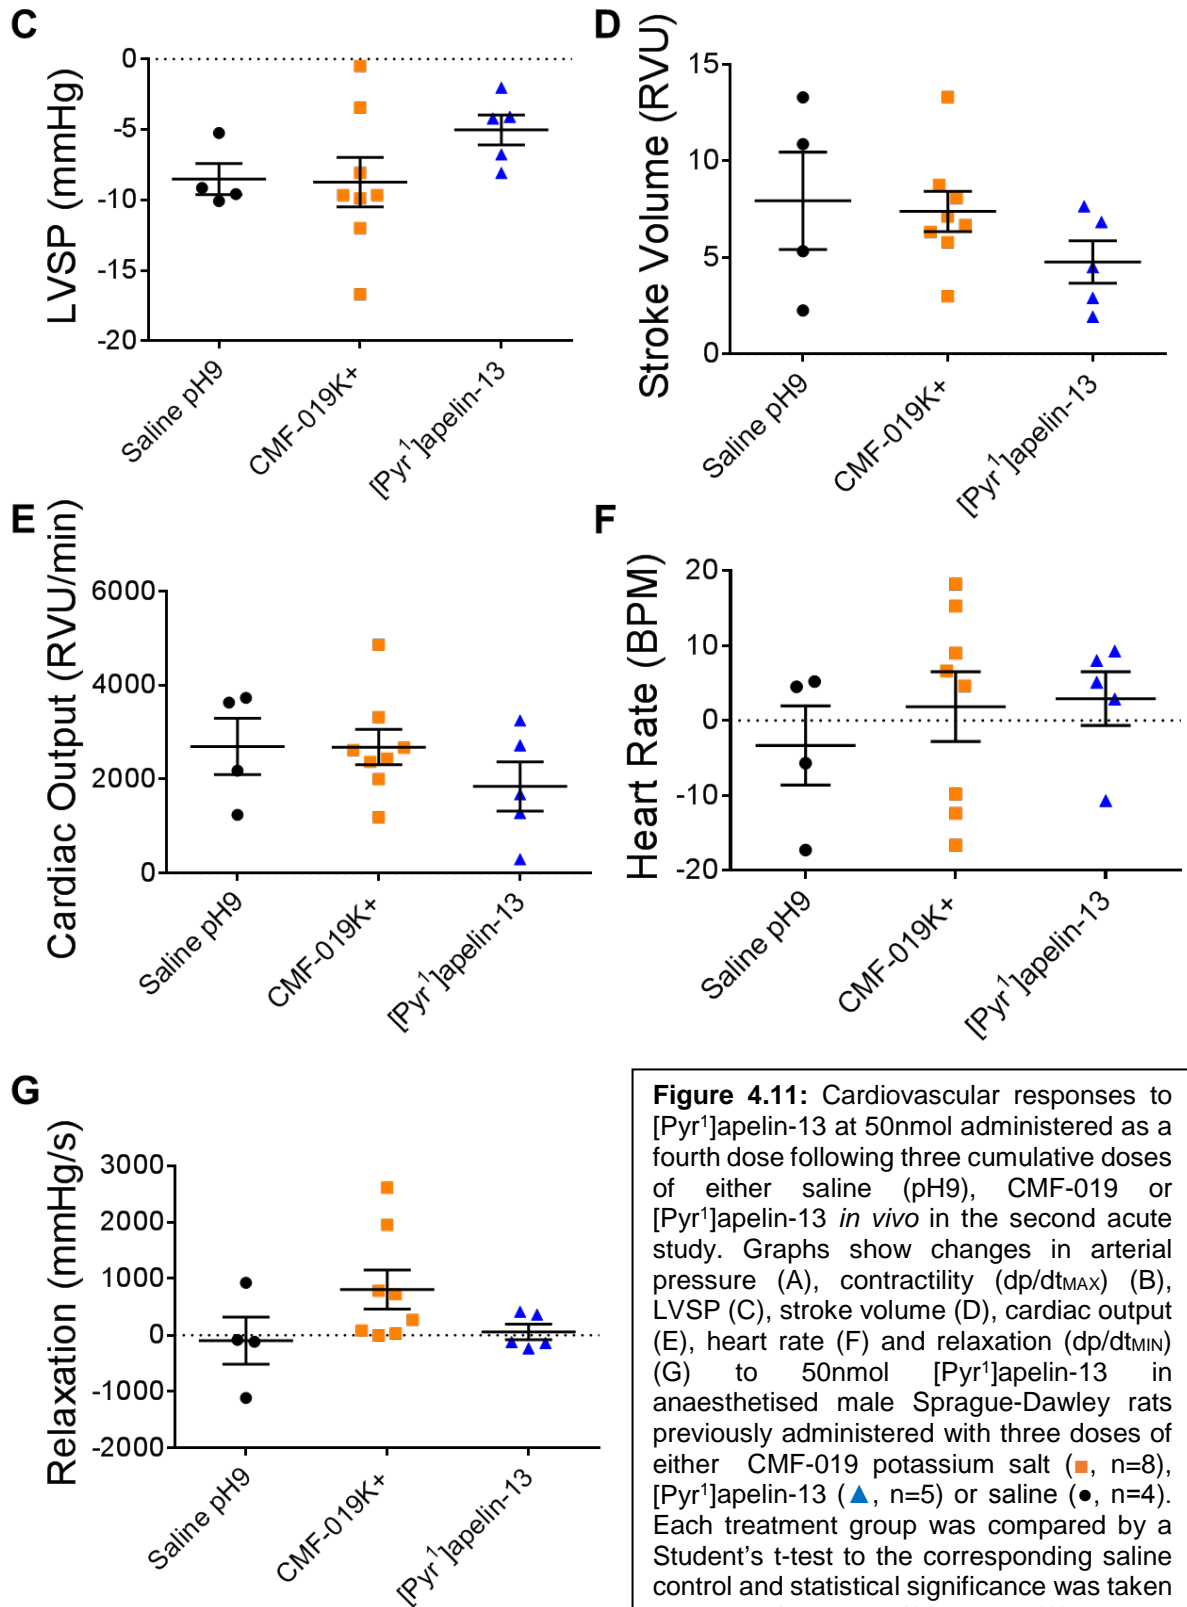 C
LVSP (mmHg)
0
-5
-10
-15
-20
Saline pH9
CMF-019K+
[Pyr¹]apelin-13
D
Stroke Volume (RVU)
15
10
5
0
Saline pH9
CMF-019K+
[Pyr¹]apelin-13
E
Cardiac Output (RVU/min)
6000
4000
2000
0
Saline pH9
CMF-019K+
[Pyr¹]apelin-13
F
Heart Rate (BPM)
20
10
0
-10
-20
Saline pH9
CMF-019K+
[Pyr¹]apelin-13
G
Relaxation (mmHg/s)
3000
2000
1000
0
-1000
-2000
Saline pH9
CMF-019K+
[Pyr¹]apelin-13
Figure 4.11: Cardiovascular responses to
[Pyr¹]apelin-13 at 50nmol administered as a
fourth dose following three cumulative doses
of either saline (pH9), CMF-019 or
[Pyr¹]apelin-13 in vivo in the second acute
study. Graphs show changes in arterial
pressure (A), contractility (dp/dtMAX) (B),
LVSP (C), stroke volume (D), cardiac output
(E), heart rate (F) and relaxation (dp/dtMIN)
(G) to 50nmol [Pyr¹]apelin-13 in
anaesthetised male Sprague-Dawley rats
previously administered with three doses of
either CMF-019 potassium salt (■, n=8),
[Pyr¹]apelin-13 (▲, n=5) or saline (●, n=4).
Each treatment group was compared by a
Student's t-test to the corresponding saline
control and statistical significance was taken